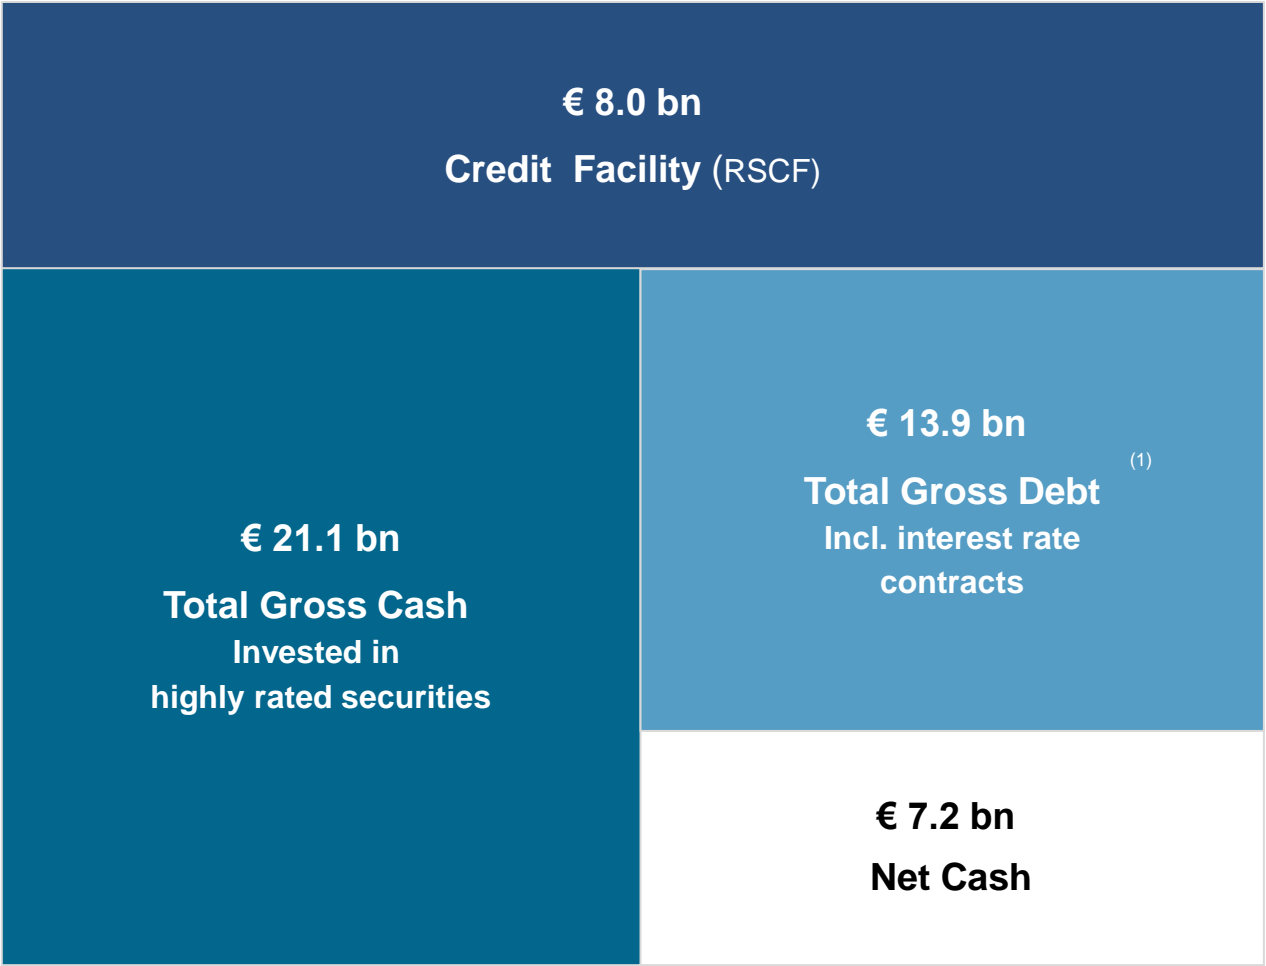 € 8.0 bn
Credit Facility (RSCF)
€ 21.1 bn
Total Gross Cash
Invested in
highly rated securities
€ 13.9 bn
(1)
Total Gross Debt
Incl. interest rate
contracts
€ 7.2 bn
Net Cash